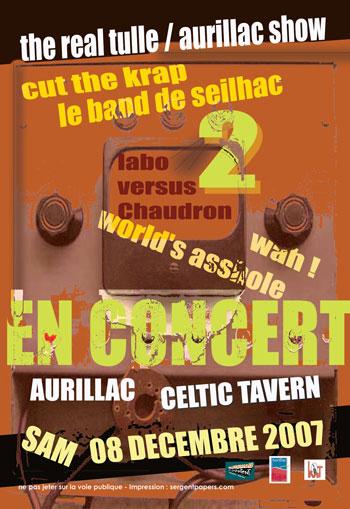 the real tulle / aurillac show
cut the krap
le band de seilhac
2
labo
versus
Chaudron
world's asshole
wah !
EN CONCERT
AURILLAC CELTIC TAVERN
SAM 08 DECEMBRE 2007
ne pas jeter sur la voie publique - Impression : sergentpapers.com